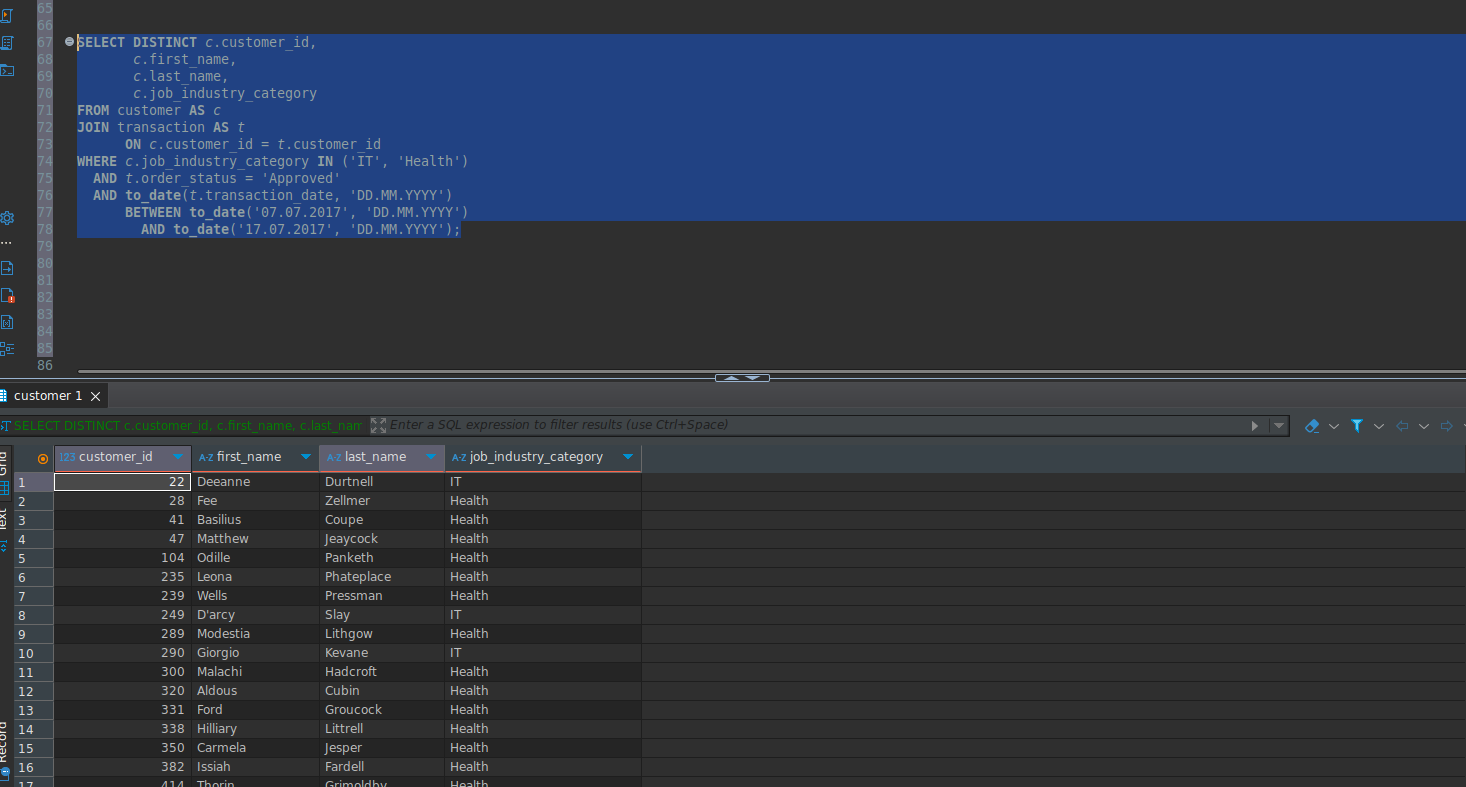 65
66
67 SELECT DISTINCT c.customer_id,
68 c.first_name,
69 c.last_name,
70 c.job_industry_category
71 FROM customer AS c
72 JOIN transaction AS t
73 ON c.customer_id = t.customer_id
74 WHERE c.job_industry_category IN ('IT', 'Health')
75 AND t.order_status = 'Approved'
76 AND to_date(t.transaction_date, 'DD.MM.YYYY')
77 BETWEEN to_date('07.07.2017', 'DD.MM.YYYY')
78 AND to_date('17.07.2017', 'DD.MM.YYYY');
79
80
81
82
83
84
85
86
customer 1
SELECT DISTINCT c.customer_id, c.first_name, c.last_nam Enter a SQL expression to filter results (use Ctrl+Space)
Grid
Text
Record
123 customer_id A-Z first_name A-Z last_name A-Z job_industry_category
1 22 Deeanne Durtnell IT
2 28 Fee Zellmer Health
3 41 Basilius Coupe Health
4 47 Matthew Jeaycock Health
5 104 Odille Panketh Health
6 235 Leona Phateplace Health
7 239 Wells Pressman Health
8 249 D'arcy Slay IT
9 289 Modestia Lithgow Health
10 290 Giorgio Kevane IT
11 300 Malachi Hadcroft Health
12 320 Aldous Cubin Health
13 331 Ford Groucock Health
14 338 Hilliary Littrell Health
15 350 Carmela Jesper Health
16 382 Issiah Fardell Health
17 414 Thorin Grimoldby Health